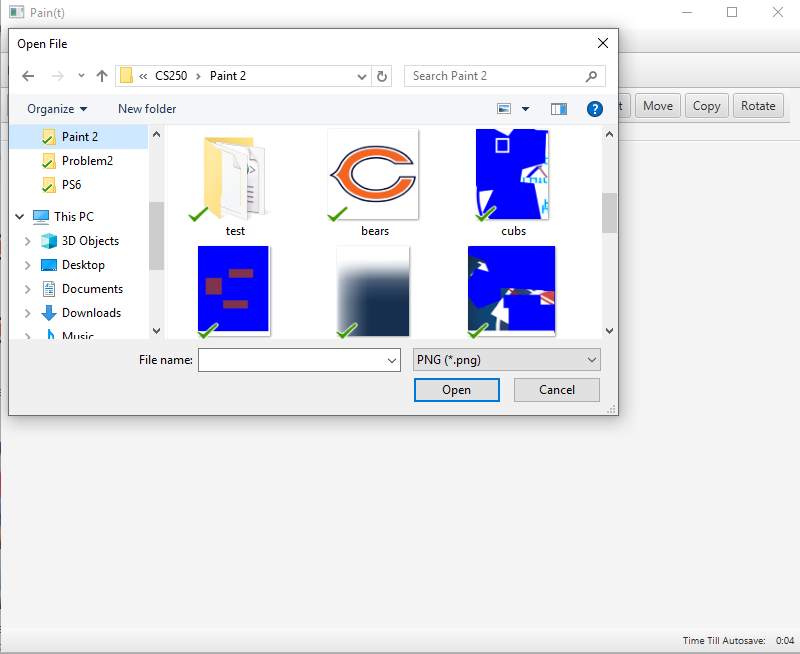 Pain(t)
Open File
« CS250 › Paint 2
Search Paint 2
Organize
New folder
?
Move
Copy
Rotate
Paint 2
Problem2
PS6
This PC
3D Objects
Desktop
Documents
Downloads
Music
test
bears
cubs
File name:
PNG (*.png)
Open
Cancel
Time Till Autosave: 0:04